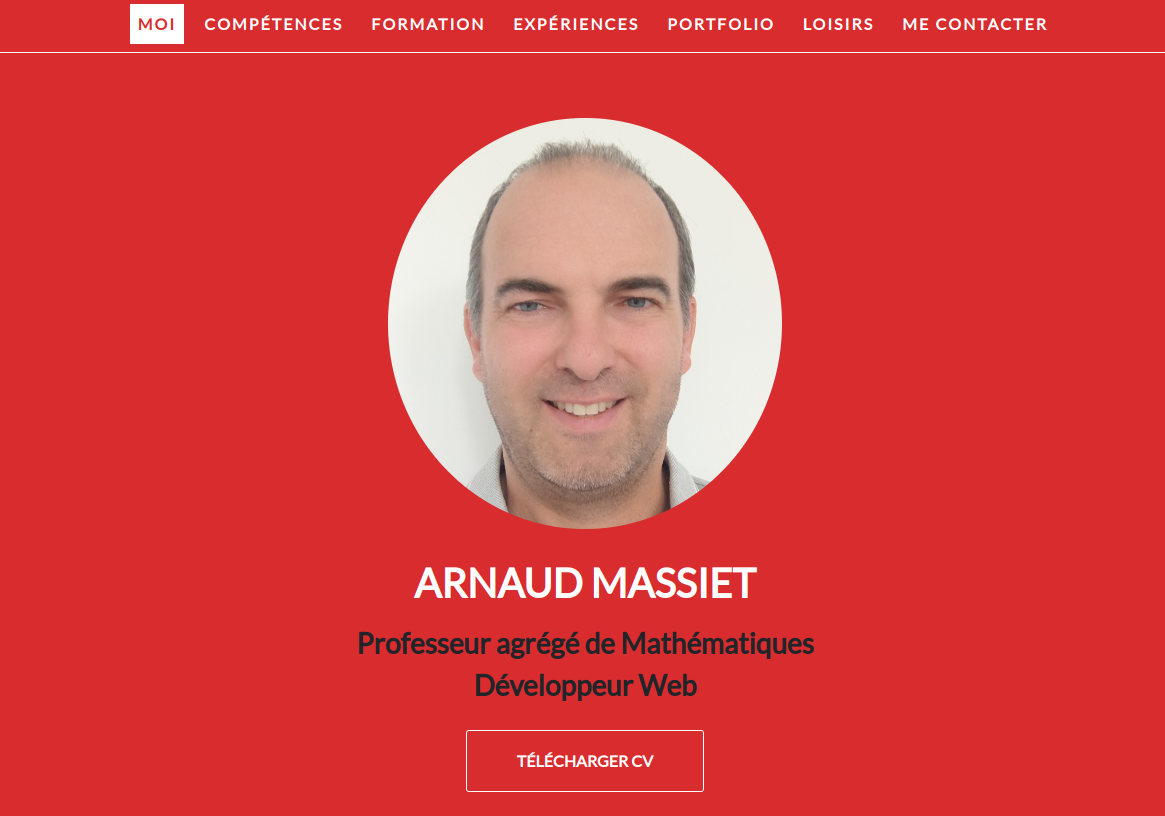 MOI COMPÉTENCES FORMATION EXPÉRIENCES PORTFOLIO LOISIRS ME CONTACTER
ARNAUD MASSIET
Professeur agrégé de Mathématiques
Développeur Web
TÉLÉCHARGER CV